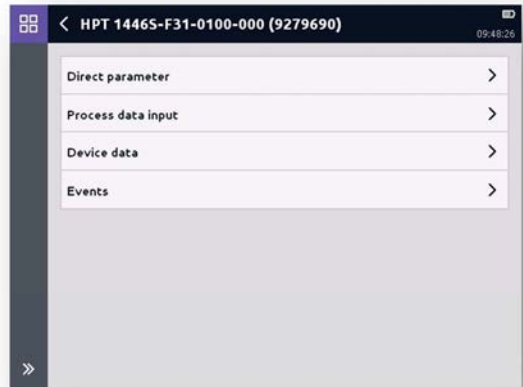 HPT 1446S-F31-0100-000 (9279690)
09:48:26
Direct parameter
Process data input
Device data
Events